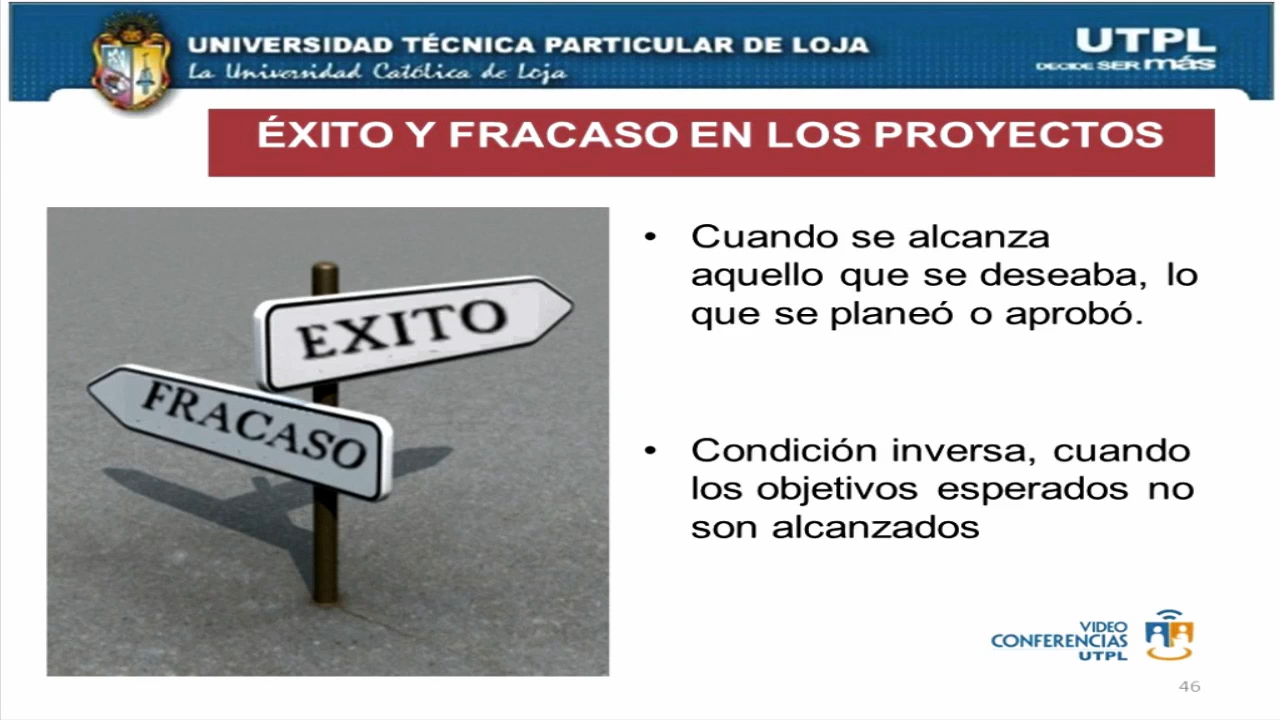 UNIVERSIDAD TÉCNICA PARTICULAR DE LOJA
La Universidad Católica de Loja
UTPL
DECIDE SER más
ÉXITO Y FRACASO EN LOS PROYECTOS
EXITO
FRACASO
• Cuando se alcanza
aquello que se deseaba, lo
que se planeó o aprobó.
• Condición inversa, cuando
los objetivos esperados no
son alcanzados
VIDEO
CONFERENCIAS
UTPL
46